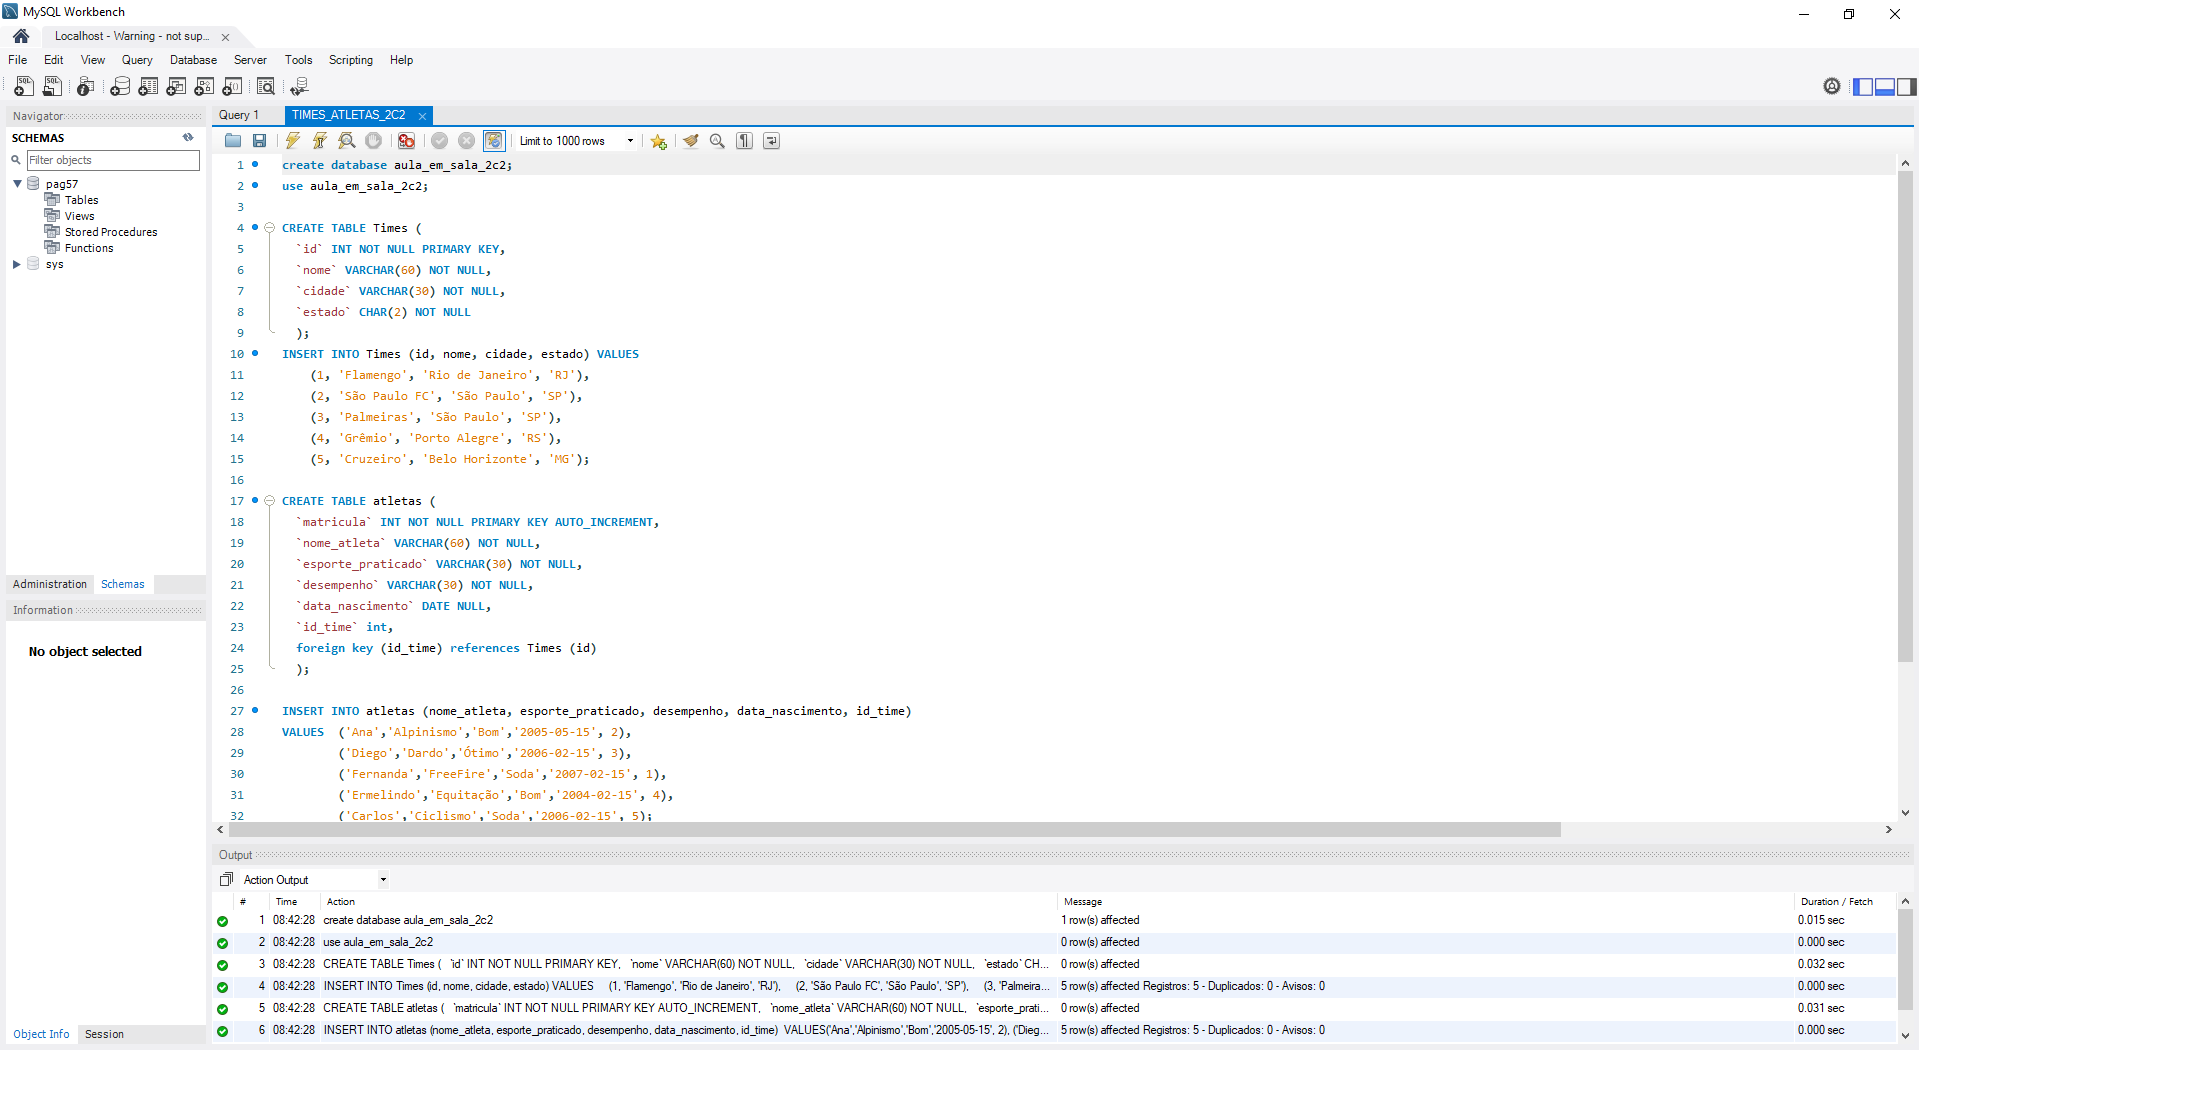 MySQL Workbench
Localhost - Warning - not sup...
File Edit View Query Database Server Tools Scripting Help
Navigator
SCHEMAS
Filter objects
pag57
Tables
Views
Stored Procedures
Functions
sys
Administration Schemas
Information
No object selected
Object Info Session
Query 1 TIMES_ATLETAS_2C2
Limit to 1000 rows
1 create database aula_em_sala_2c2;
2 use aula_em_sala_2c2;
3
4 CREATE TABLE Times (
5 `id` INT NOT NULL PRIMARY KEY,
6 `nome` VARCHAR(60) NOT NULL,
7 `cidade` VARCHAR(30) NOT NULL,
8 `estado` CHAR(2) NOT NULL
9 );
10 INSERT INTO Times (id, nome, cidade, estado) VALUES
11 (1, 'Flamengo', 'Rio de Janeiro', 'RJ'),
12 (2, 'São Paulo FC', 'São Paulo', 'SP'),
13 (3, 'Palmeiras', 'São Paulo', 'SP'),
14 (4, 'Grêmio', 'Porto Alegre', 'RS'),
15 (5, 'Cruzeiro', 'Belo Horizonte', 'MG');
16
17 CREATE TABLE atletas (
18 `matricula` INT NOT NULL PRIMARY KEY AUTO_INCREMENT,
19 `nome_atleta` VARCHAR(60) NOT NULL,
20 `esporte_praticado` VARCHAR(30) NOT NULL,
21 `desempenho` VARCHAR(30) NOT NULL,
22 `data_nascimento` DATE NULL,
23 `id_time` int,
24 foreign key (id_time) references Times (id)
25 );
26
27 INSERT INTO atletas (nome_atleta, esporte_praticado, desempenho, data_nascimento, id_time)
28 VALUES ('Ana','Alpinismo','Bom','2005-05-15', 2),
29 ('Diego','Dardo','Ótimo','2006-02-15', 3),
30 ('Fernanda','FreeFire','Soda','2007-02-15', 1),
31 ('Ermelindo','Equitação','Bom','2004-02-15', 4),
32 ('Carlos','Ciclismo','Soda','2006-02-15', 5);
Output
Action Output
# Time Action Message Duration / Fetch
1 08:42:28 create database aula_em_sala_2c2 1 row(s) affected 0.015 sec
2 08:42:28 use aula_em_sala_2c2 0 row(s) affected 0.000 sec
3 08:42:28 CREATE TABLE Times ( `id` INT NOT NULL PRIMARY KEY, `nome` VARCHAR(60) NOT NULL, `cidade` VARCHAR(30) NOT NULL, `estado` CH... 0 row(s) affected 0.032 sec
4 08:42:28 INSERT INTO Times (id, nome, cidade, estado) VALUES (1, 'Flamengo', 'Rio de Janeiro', 'RJ'), (2, 'São Paulo FC', 'São Paulo', 'SP'), (3, 'Palmeira... 5 row(s) affected Registros: 5 - Duplicados: 0 - Avisos: 0 0.000 sec
5 08:42:28 CREATE TABLE atletas ( `matricula` INT NOT NULL PRIMARY KEY AUTO_INCREMENT, `nome_atleta` VARCHAR(60) NOT NULL, `esporte_prati... 0 row(s) affected 0.031 sec
6 08:42:28 INSERT INTO atletas (nome_atleta, esporte_praticado, desempenho, data_nascimento, id_time) VALUES('Ana','Alpinismo','Bom','2005-05-15', 2), ('Dieg... 5 row(s) affected Registros: 5 - Duplicados: 0 - Avisos: 0 0.000 sec